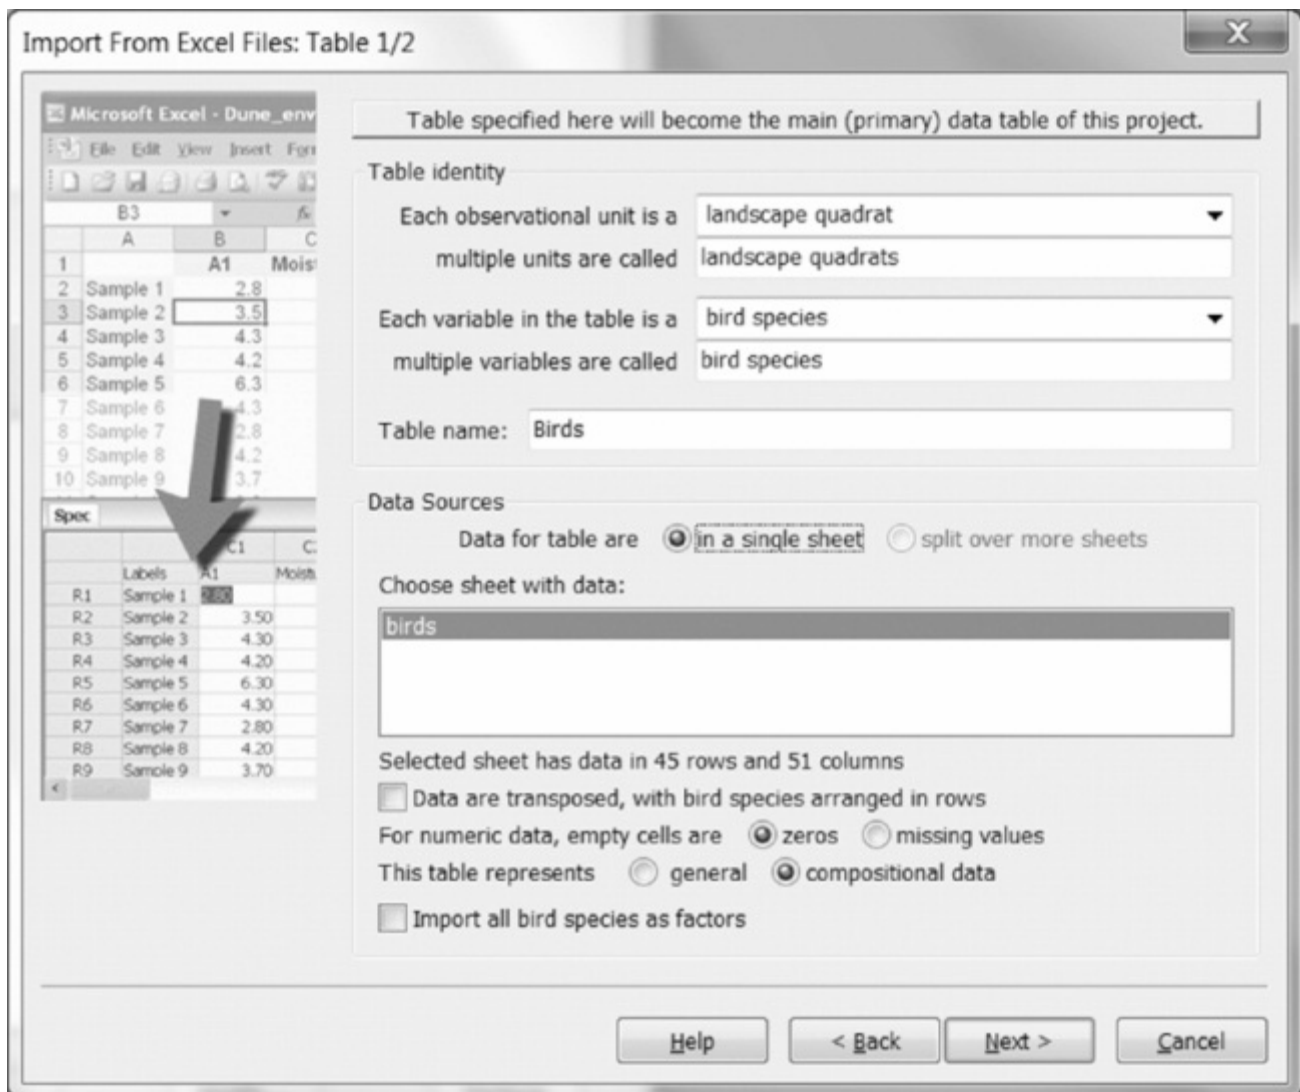 Import From Excel Files: Table 1/2
X
Microsoft Excel - Dune_env
File Edit View Insert Form
B3
fx
A B C
1 A1 Mois
2 Sample 1 2.8
3 Sample 2 3.5
4 Sample 3 4.3
5 Sample 4 4.2
6 Sample 5 6.3
7 Sample 6 4.3
8 Sample 7 2.8
9 Sample 8 4.2
10 Sample 9 3.7
Spec
C1
Labels A1 Moistu
R1 Sample 1 2.80
R2 Sample 2 3.50
R3 Sample 3 4.30
R4 Sample 4 4.20
R5 Sample 5 6.30
R6 Sample 6 4.30
R7 Sample 7 2.80
R8 Sample 8 4.20
R9 Sample 9 3.70
Table specified here will become the main (primary) data table of this project.
Table identity
Each observational unit is a landscape quadrat
multiple units are called landscape quadrats
Each variable in the table is a bird species
multiple variables are called bird species
Table name: Birds
Data Sources
Data for table are in a single sheet split over more sheets
Choose sheet with data:
birds
Selected sheet has data in 45 rows and 51 columns
Data are transposed, with bird species arranged in rows
For numeric data, empty cells are zeros missing values
This table represents general compositional data
Import all bird species as factors
Help < Back Next > Cancel